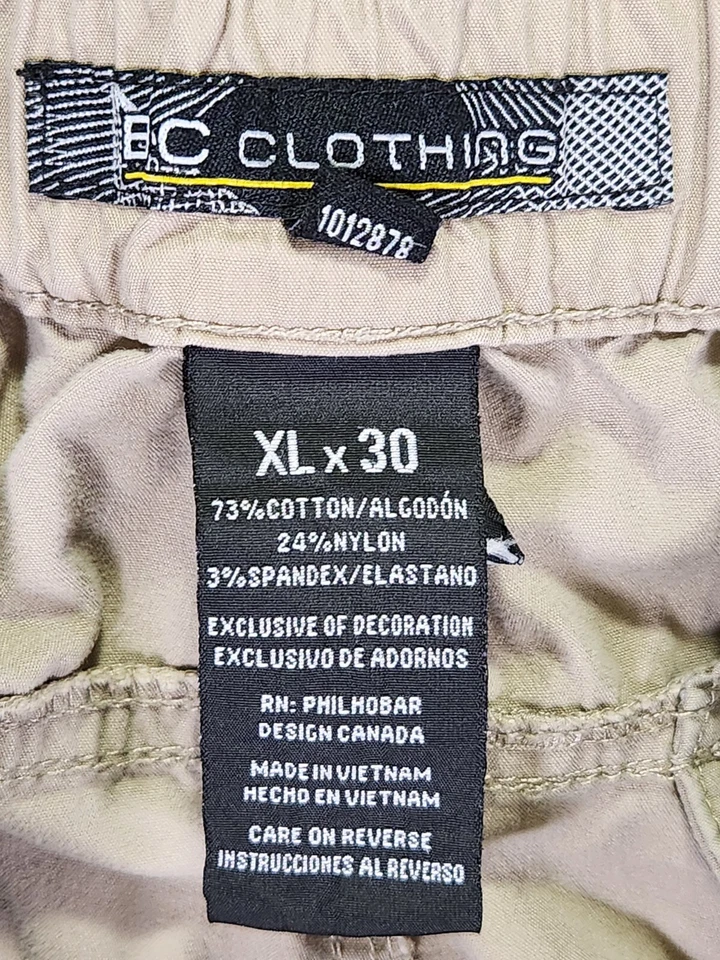 BC CLOTHING
1012878
XL x 30
73%COTTON/ALGODÓN
24%NYLON
3%SPANDEX/ELASTANO
EXCLUSIVE OF DECORATION
EXCLUSIVO DE ADORNOS
RN: PHILHOBAR
DESIGN CANADA
MADE IN VIETNAM
HECHO EN VIETNAM
CARE ON REVERSE
INSTRUCCIONES AL REVERSO